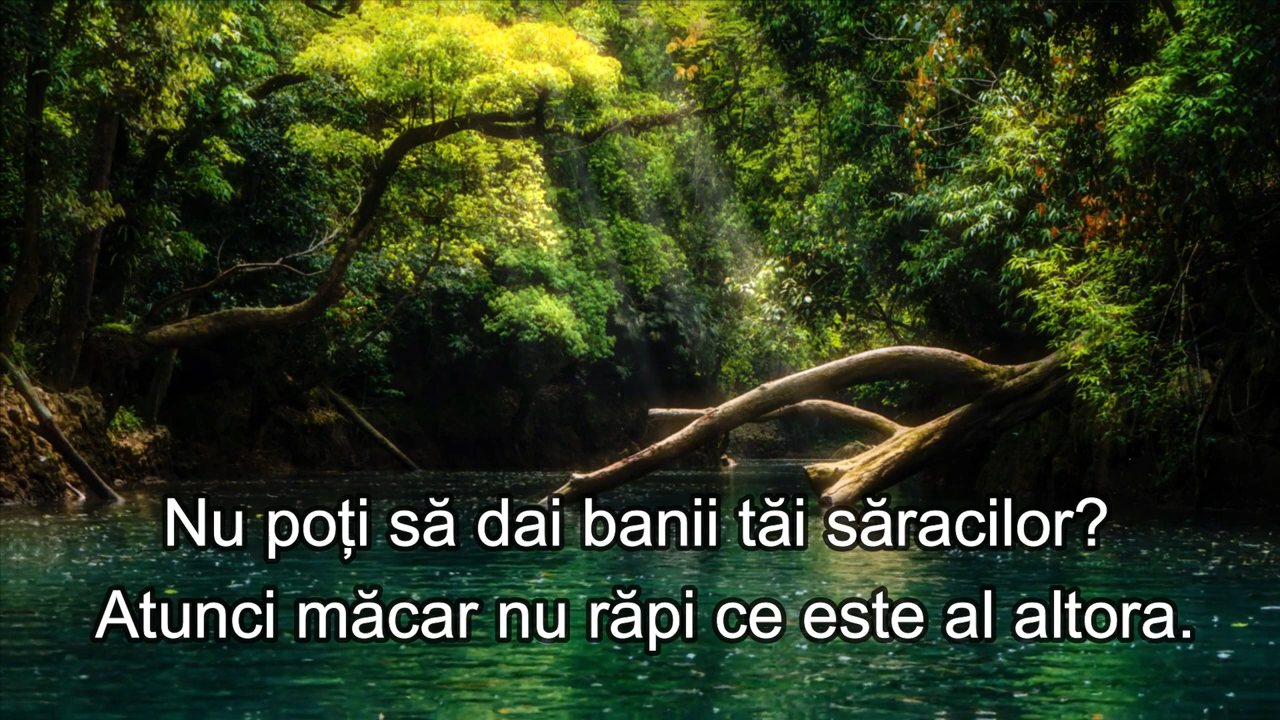 Nu poți să dai banii tăi săracilor?
Atunci măcar nu răpi ce este al altora.